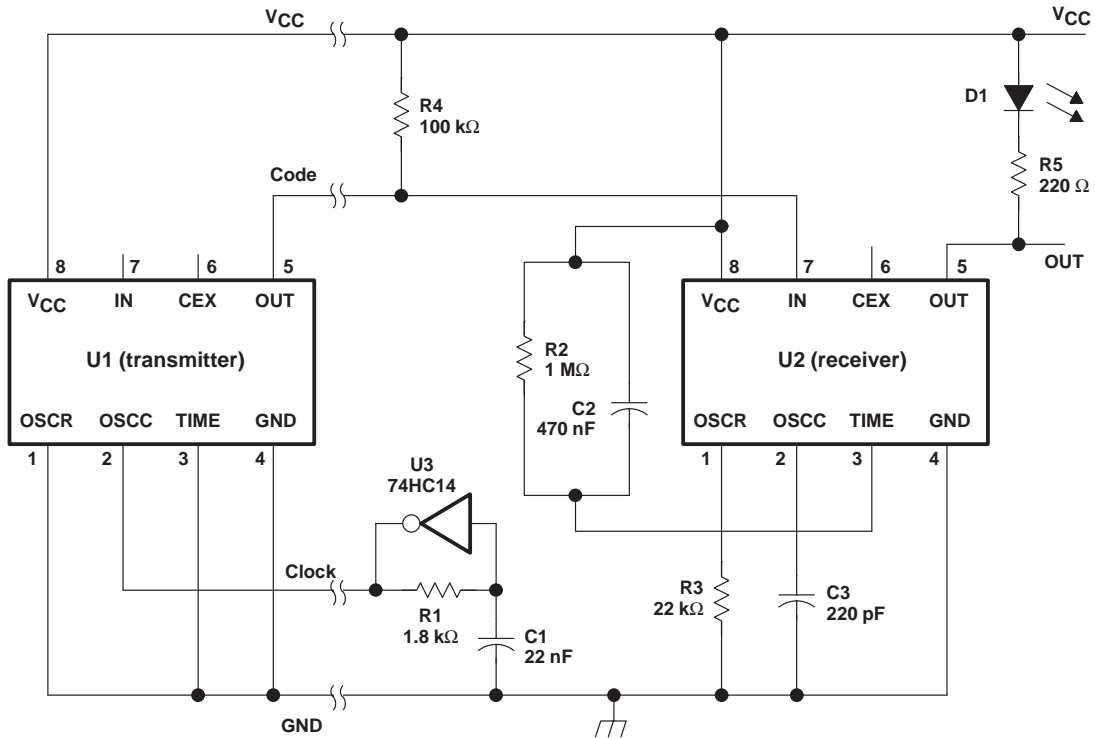 VCC
VCC
D1
R4
100 kΩ
R5
220 Ω
Code
OUT
8 7 6 5
VCC IN CEX OUT
U1 (transmitter)
OSCR OSCC TIME GND
1 2 3 4
R2
1 MΩ
C2
470 nF
8 7 6 5
VCC IN CEX OUT
U2 (receiver)
OSCR OSCC TIME GND
1 2 3 4
U3
74HC14
Clock
R1
1.8 kΩ
C1
22 nF
R3
22 kΩ
C3
220 pF
GND